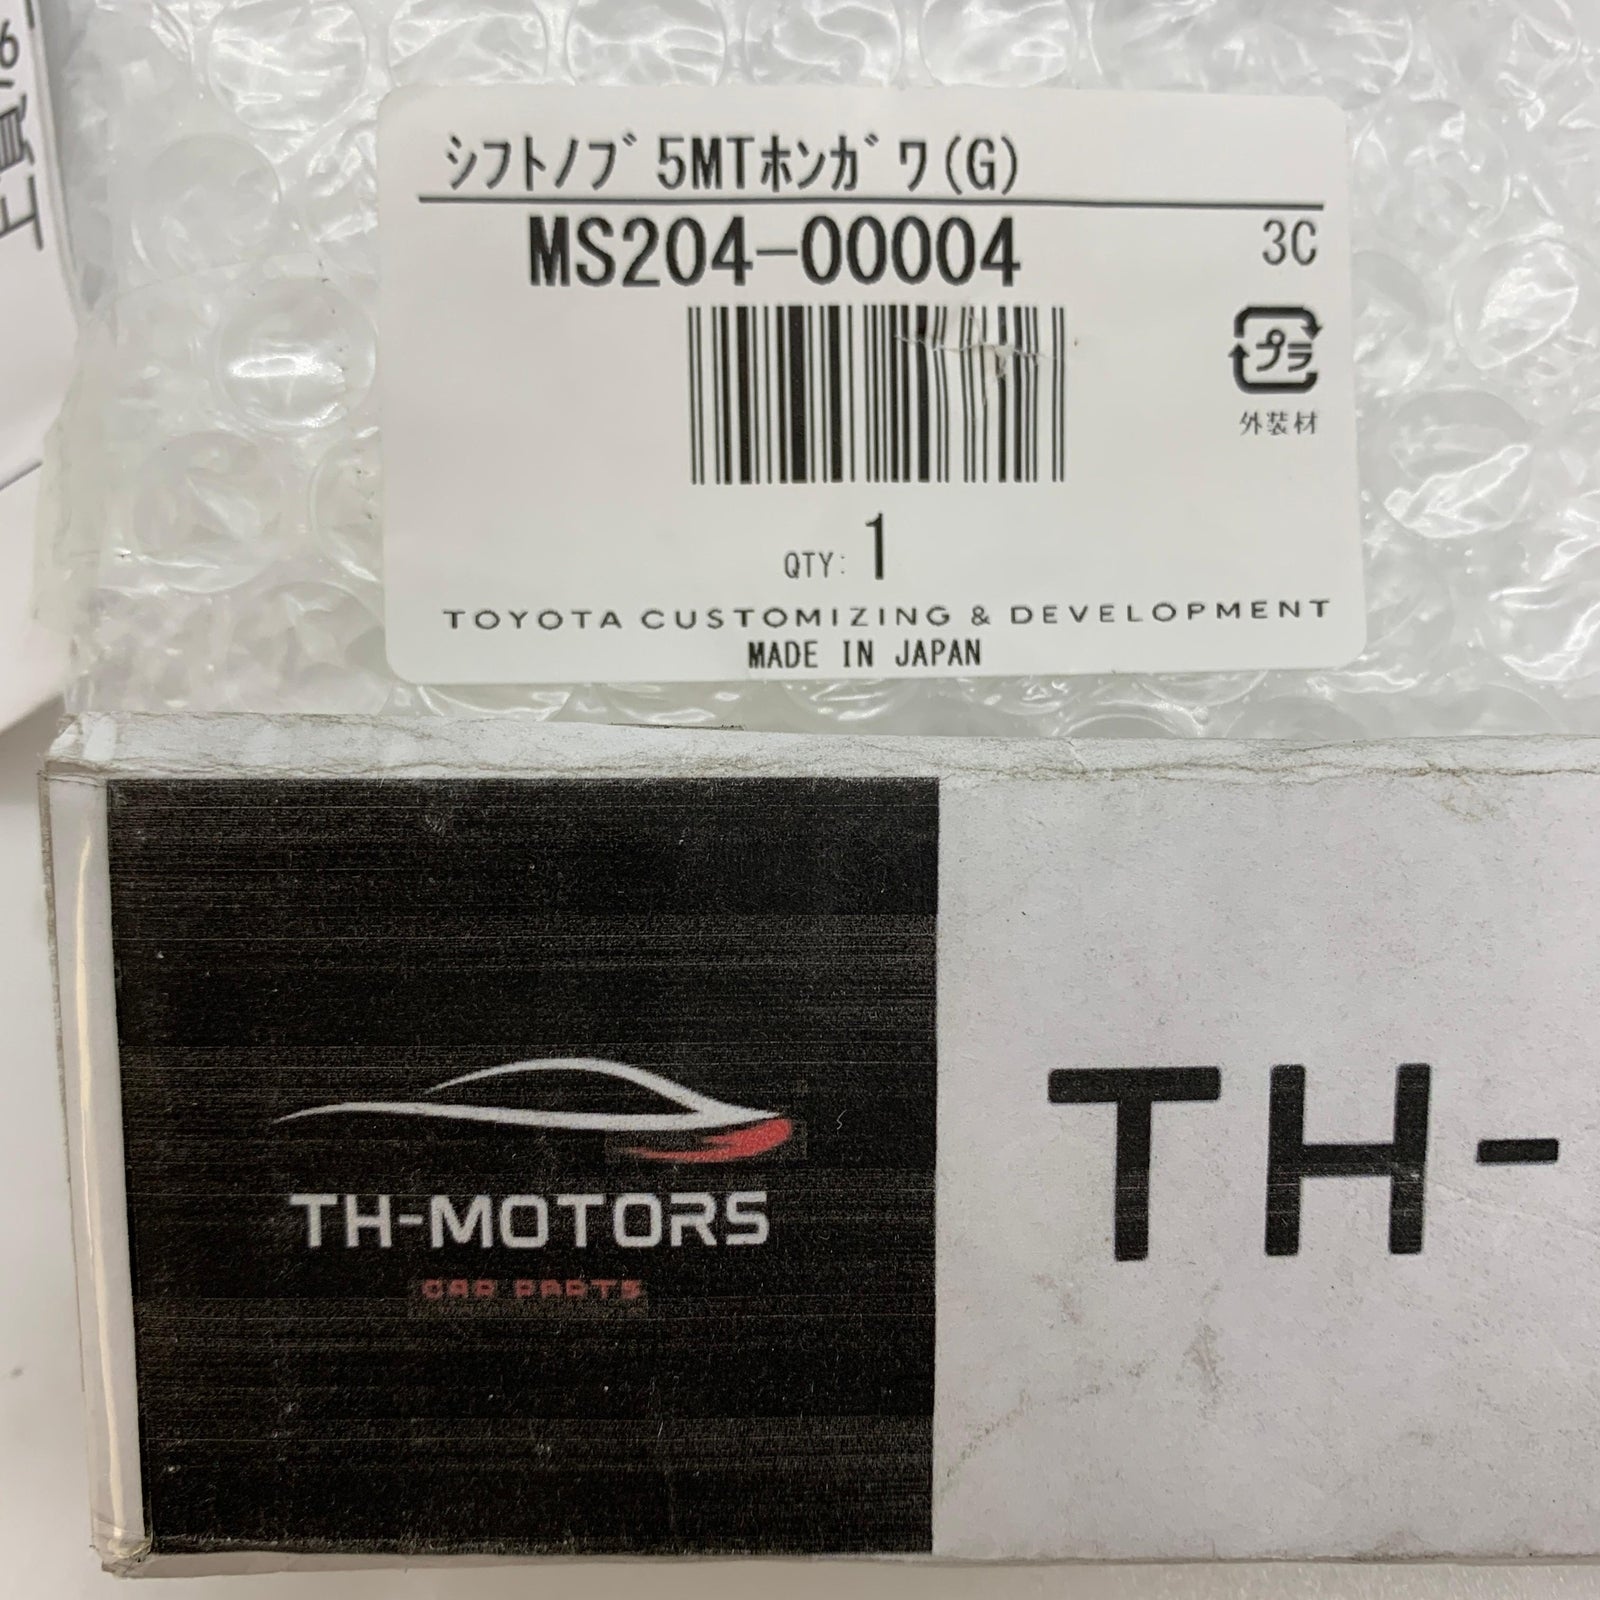 シフトノブ 5MTホンガワ(G)
MS204-00004
3C
プラ
外装材
QTY: 1
TOYOTA CUSTOMIZING & DEVELOPMENT
MADE IN JAPAN
TH-MOTORS
CAR PARTS
TH-